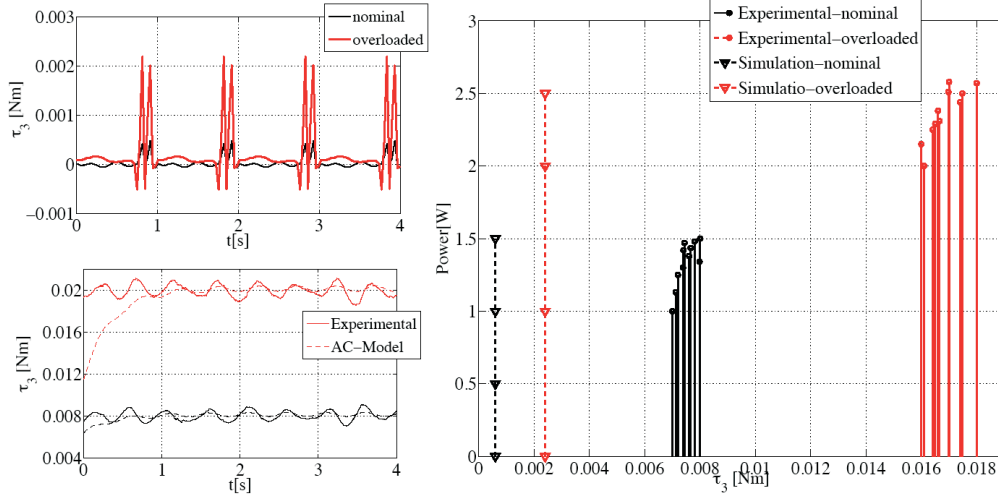 0.003
0.002
0.001
0
−0.001
τ3 [Nm]
nominal
overloaded
0 1 2 3 4
t[s]
0.02
0.016
0.012
0.008
0.004
τ3 [Nm]
Experimental
AC−Model
0 1 2 3 4
t[s]
3
2.5
2
1.5
1
0.5
0
Power[W]
Experimental−nominal
Experimental−overloaded
Simulation−nominal
Simulatio−overloaded
0 0.002 0.004 0.006 0.008 0.01 0.012 0.014 0.016 0.018
τ3 [Nm]